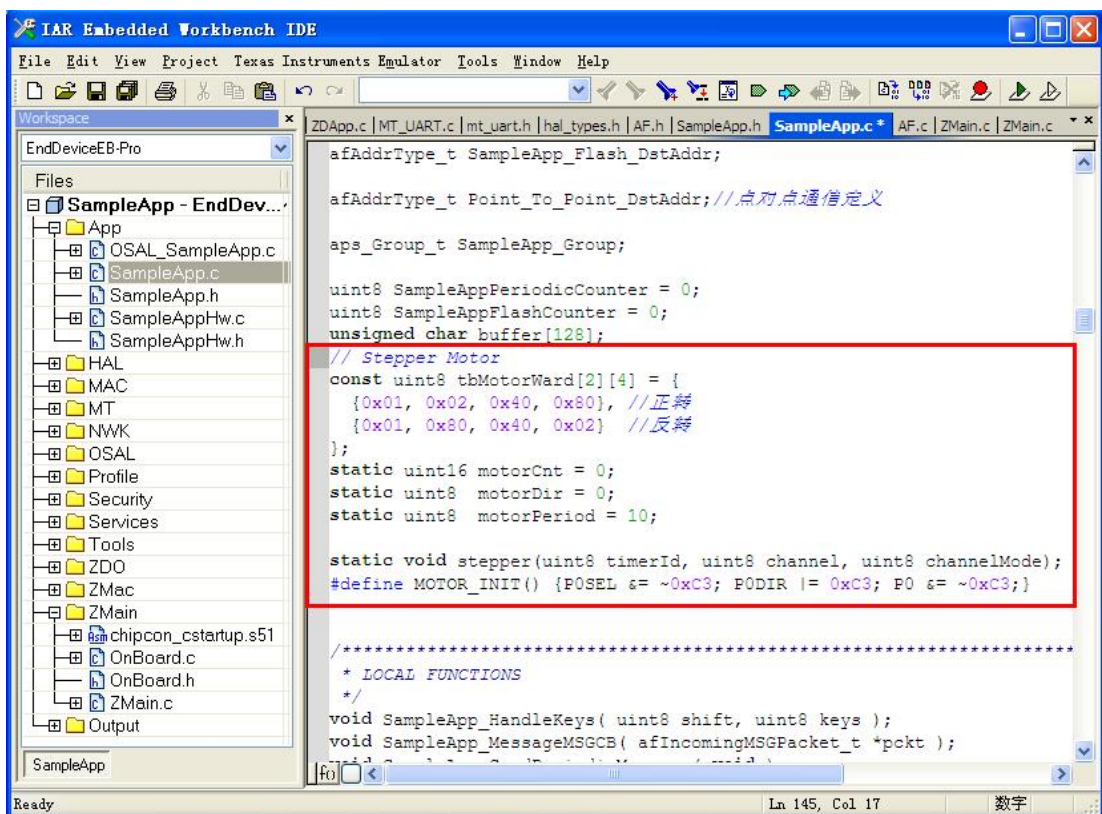 IAR Embedded Workbench IDE
File Edit View Project Texas Instruments Emulator Tools Window Help
Workspace
ZDApp.c | MT_UART.c | mt_uart.h | hal_types.h | AF.h | SampleApp.h SampleApp.c * AF.c | ZMain.c | ZMain.c
EndDeviceEB-Pro
Files
SampleApp - EndDev...
App
OSAL_SampleApp.c
SampleApp.c
SampleApp.h
SampleAppHw.c
SampleAppHw.h
HAL
MAC
MT
NWK
OSAL
Profile
Security
Services
Tools
ZDO
ZMac
ZMain
chipcon_cstartup.s51
OnBoard.c
OnBoard.h
ZMain.c
Output
SampleApp
afAddrType_t SampleApp_Flash_DstAddr;
afAddrType_t Point_To_Point_DstAddr;//点对点通信定义
aps_Group_t SampleApp_Group;
uint8 SampleAppPeriodicCounter = 0;
uint8 SampleAppFlashCounter = 0;
unsigned char buffer[128];
// Stepper Motor
const uint8 tbMotorWard[2][4] = {
{0x01, 0x02, 0x40, 0x80}, //正转
{0x01, 0x80, 0x40, 0x02} //反转
};
static uint16 motorCnt = 0;
static uint8 motorDir = 0;
static uint8 motorPeriod = 10;
static void stepper(uint8 timerId, uint8 channel, uint8 channelMode);
#define MOTOR_INIT() {P0SEL &= ~0xC3; P0DIR |= 0xC3; P0 &= ~0xC3;}
/*********************************************************************
* LOCAL FUNCTIONS
*/
void SampleApp_HandleKeys( uint8 shift, uint8 keys );
void SampleApp_MessageMSGCB( afIncomingMSGPacket_t *pckt );
f()
Ready
Ln 145, Col 17
数字